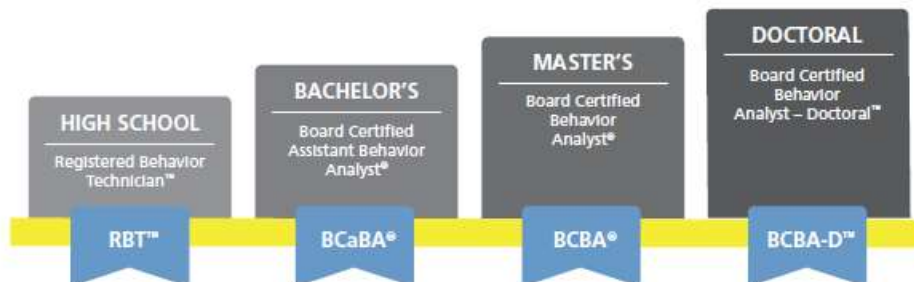 HIGH SCHOOL
Registered Behavior
Technician™
RBT™
BACHELOR'S
Board Certified
Assistant Behavior
Analyst®
BCaBA®
MASTER'S
Board Certified
Behavior
Analyst®
BCBA®
DOCTORAL
Board Certified
Behavior
Analyst – Doctoral™
BCBA-D™